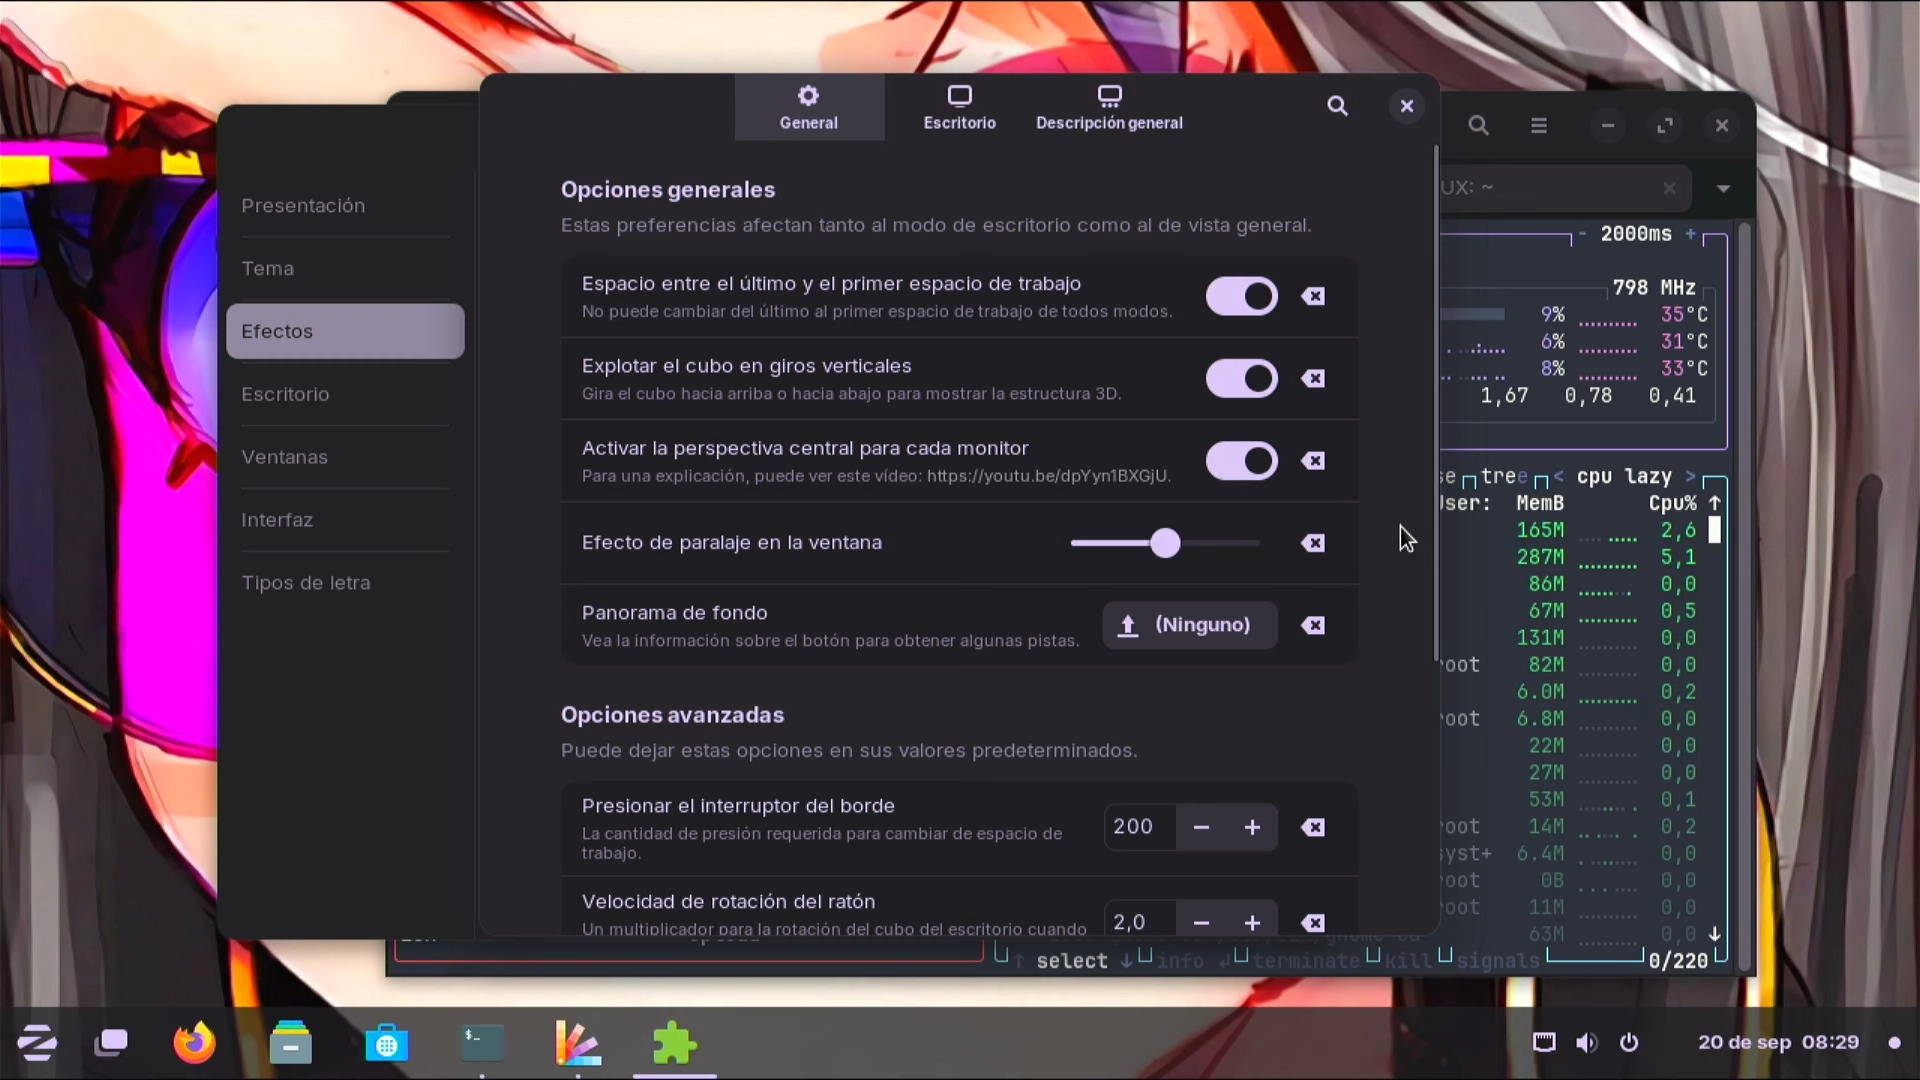 General
Escritorio
Descripción general
Opciones generales
Estas preferencias afectan tanto al modo de escritorio como al de vista general.
Espacio entre el último y el primer espacio de trabajo
No puede cambiar del último al primer espacio de trabajo de todos modos.
Explotar el cubo en giros verticales
Gira el cubo hacia arriba o hacia abajo para mostrar la estructura 3D.
Activar la perspectiva central para cada monitor
Para una explicación, puede ver este vídeo: https://youtu.be/dpYyn1BXGjU.
Efecto de paralaje en la ventana
Panorama de fondo
Vea la información sobre el botón para obtener algunas pistas.
(Ninguno)
Opciones avanzadas
Puede dejar estas opciones en sus valores predeterminados.
Presionar el interruptor del borde
La cantidad de presión requerida para cambiar de espacio de
trabajo.
200 − +
Velocidad de rotación del ratón
Un multiplicador para la rotación del cubo del escritorio cuando
2,0 − +
Presentación
Tema
Efectos
Escritorio
Ventanas
Interfaz
Tipos de letra
UX: ~
- 2000ms +
798 MHz
9% 35°C
6% 31°C
8% 33°C
1,67 0,78 0,41
tree < cpu lazy >
User: MemB Cpu% ↑
165M 2,6
287M 5,1
86M 0,0
67M 0,5
131M 0,0
root 82M 0,0
6.0M 0,2
root 6.8M 0,0
22M 0,0
27M 0,0
53M 0,1
root 14M 0,2
syst+ 6.4M 0,0
root 0B 0,0
root 11M 0,0
63M 0,0 ↓
↑ select ↓ info ↲ terminate kill signals 0/220
$_
20 de sep 08:29